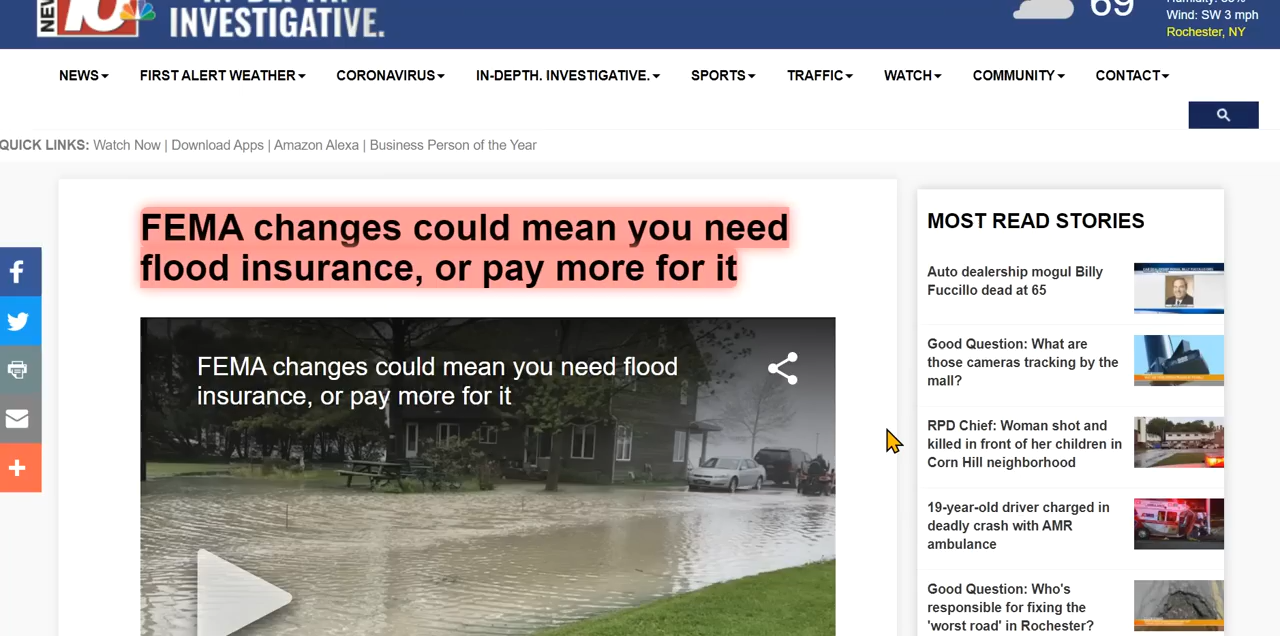 NEWS
10
IN-DEPTH.
INVESTIGATIVE.
69
Wind: SW 3 mph
Rochester, NY
NEWS
FIRST ALERT WEATHER
CORONAVIRUS
IN-DEPTH. INVESTIGATIVE.
SPORTS
TRAFFIC
WATCH
COMMUNITY
CONTACT
QUICK LINKS: Watch Now | Download Apps | Amazon Alexa | Business Person of the Year
FEMA changes could mean you need
flood insurance, or pay more for it
FEMA changes could mean you need flood
insurance, or pay more for it
MOST READ STORIES
Auto dealership mogul Billy
Fuccillo dead at 65
Good Question: What are
those cameras tracking by the
mall?
RPD Chief: Woman shot and
killed in front of her children in
Corn Hill neighborhood
19-year-old driver charged in
deadly crash with AMR
ambulance
Good Question: Who's
responsible for fixing the
'worst road' in Rochester?